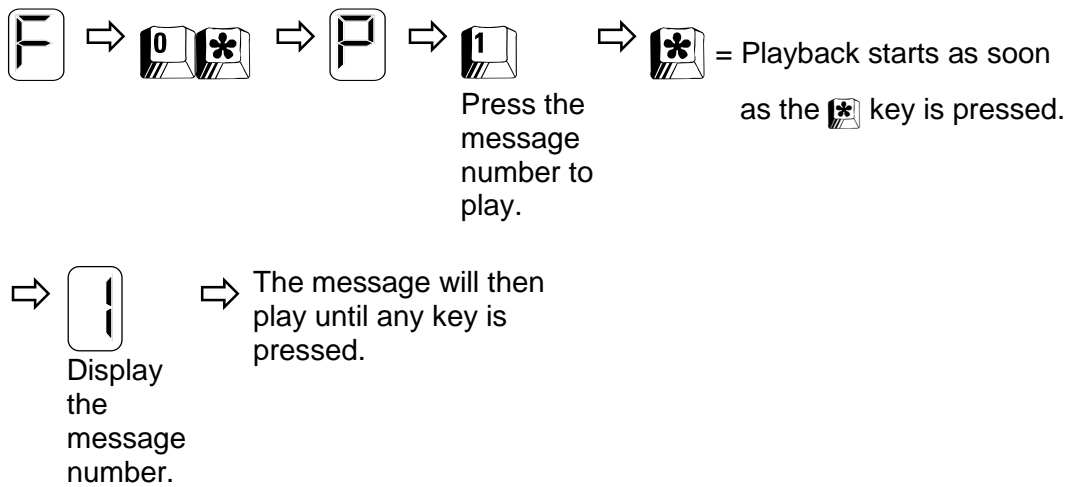 F ⇨ 0 * ⇨ P ⇨ 1 ⇨ * = Playback starts as soon
as the * key is pressed.
Press the
message
number to
play.
⇨ 1 ⇨ The message will then
play until any key is
pressed.
Display
the
message
number.